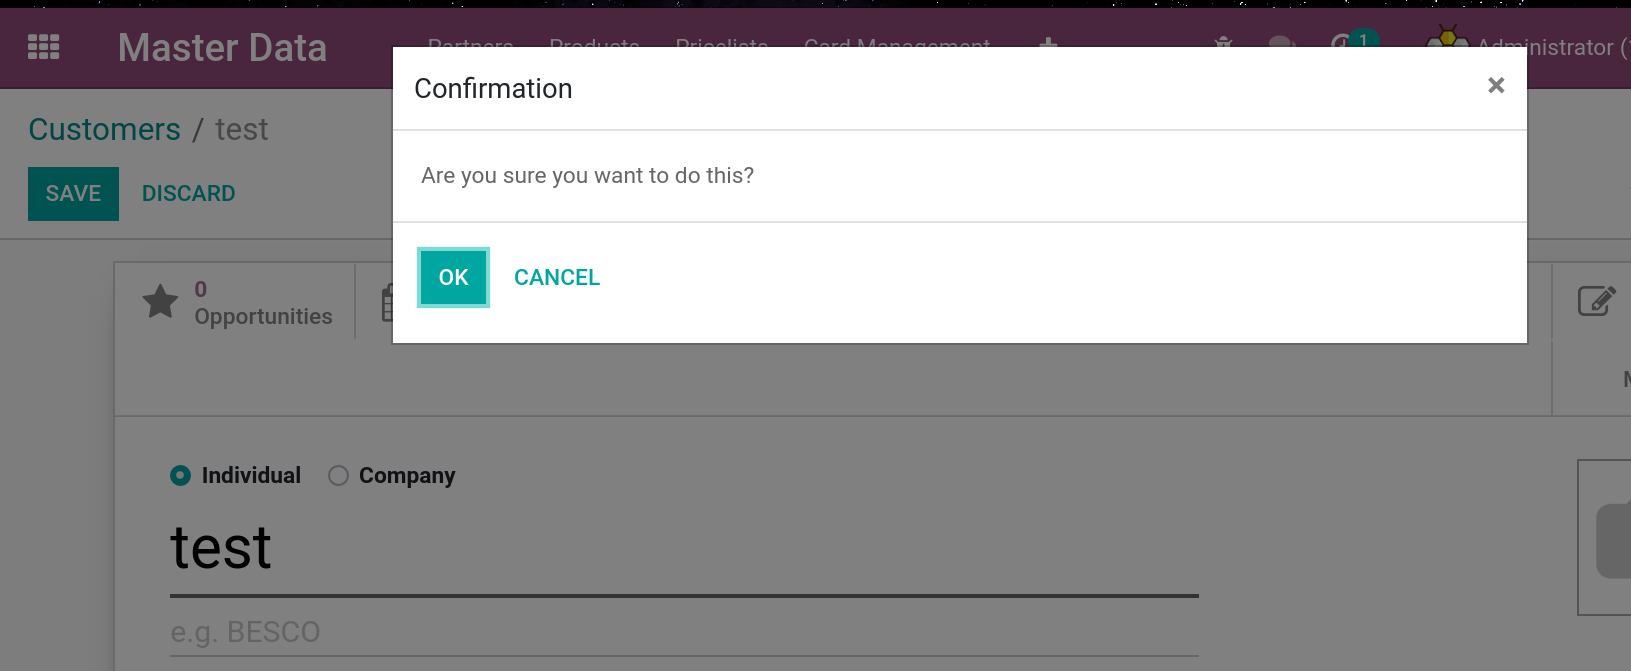 Master Data
Partners Products Pricelists Card Management
1
Administrator (
Confirmation
×
Customers / test
Are you sure you want to do this?
SAVE DISCARD
OK CANCEL
0
Opportunities
Individual Company
test
e.g. BESCO